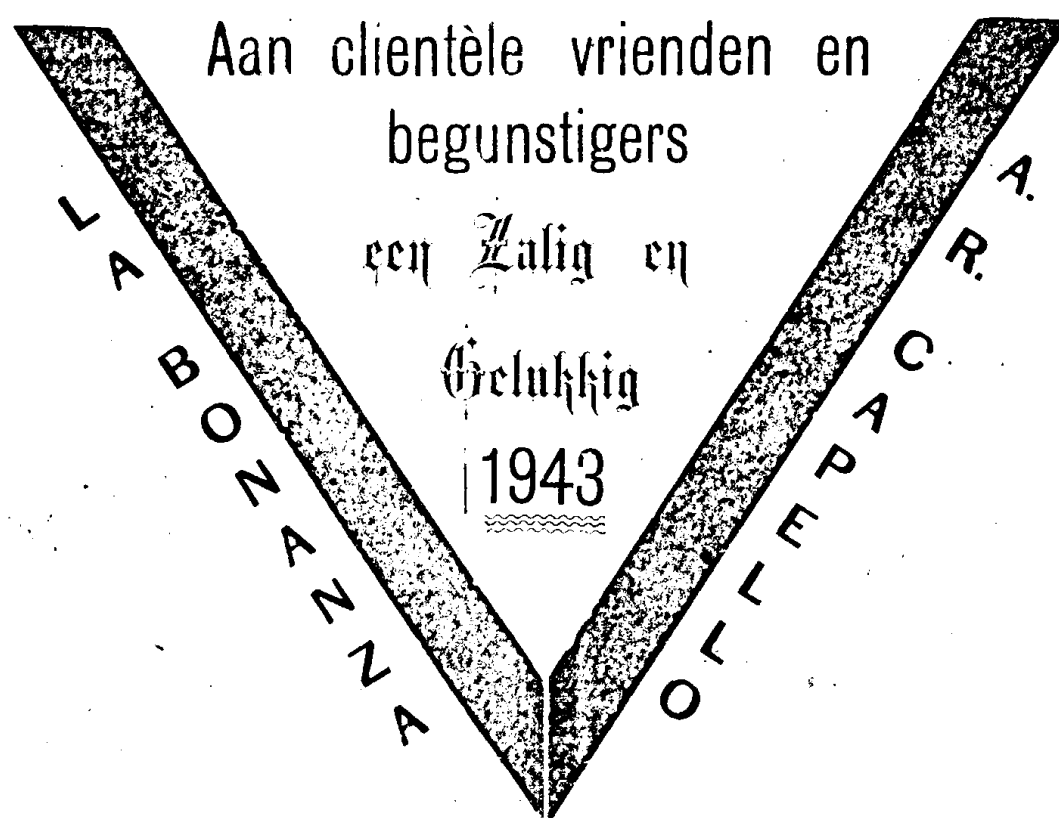 Aan clientèle vrienden en
begunstigers
een Zalig en
Gelukkig
1943
LA BONANZA
A. R. CAPELLO